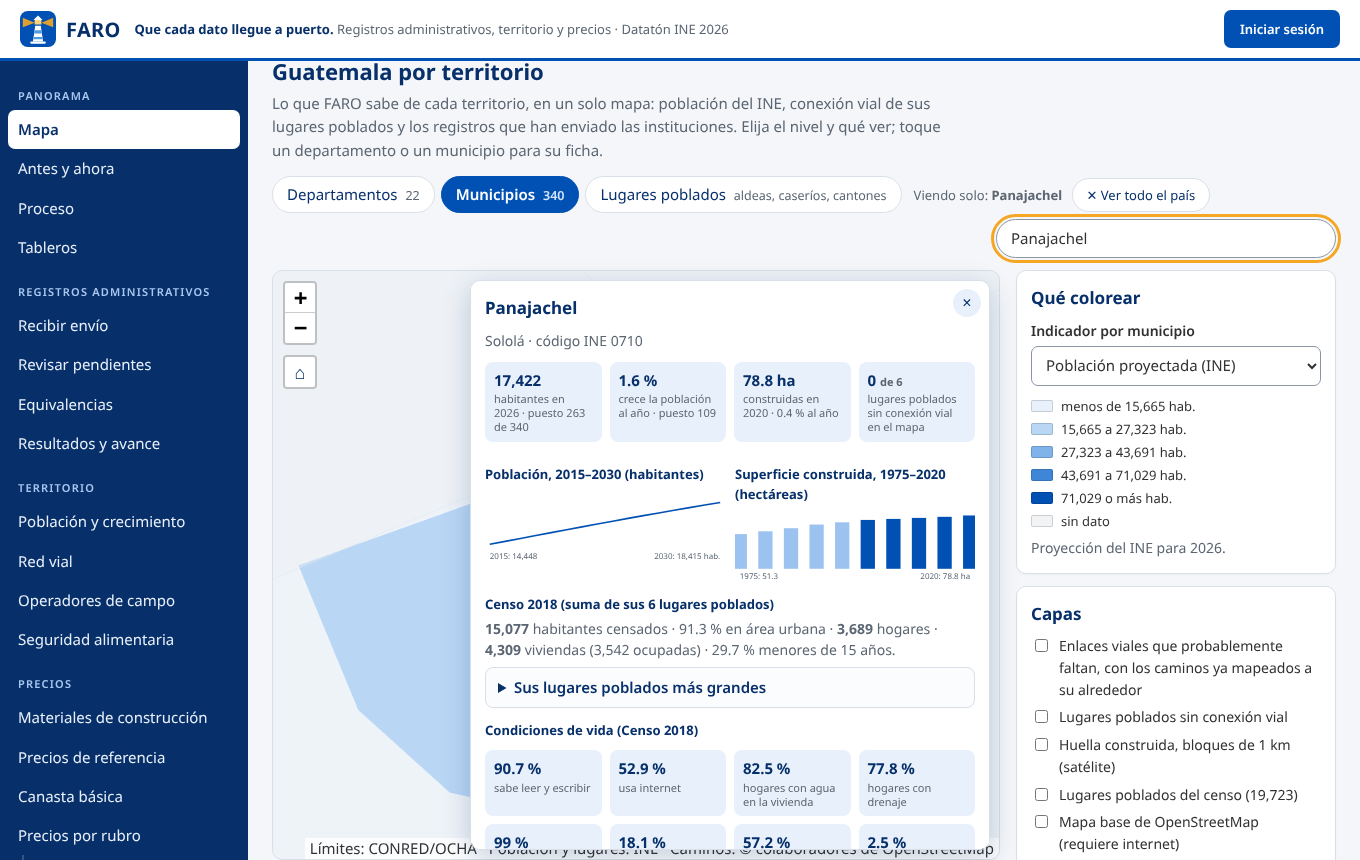 FARO
Que cada dato llegue a puerto. Registros administrativos, territorio y precios · Datatón INE 2026
Iniciar sesión
PANORAMA
Mapa
Antes y ahora
Proceso
Tableros
REGISTROS ADMINISTRATIVOS
Recibir envío
Revisar pendientes
Equivalencias
Resultados y avance
TERRITORIO
Población y crecimiento
Red vial
Operadores de campo
Seguridad alimentaria
PRECIOS
Materiales de construcción
Precios de referencia
Canasta básica
Precios por rubro
Guatemala por territorio
Lo que FARO sabe de cada territorio, en un solo mapa: población del INE, conexión vial de sus
lugares poblados y los registros que han enviado las instituciones. Elija el nivel y qué ver; toque
un departamento o un municipio para su ficha.
Departamentos 22
Municipios 340
Lugares poblados aldeas, caseríos, cantones
Viendo solo: Panajachel
× Ver todo el país
Panajachel
+
−
⌂
Panajachel
×
Sololá · código INE 0710
17,422
habitantes en
2026 · puesto 263
de 340
1.6 %
crece la población
al año · puesto 109
78.8 ha
construidas en
2020 · 0.4 % al año
0 de 6
lugares poblados
sin conexión vial
en el mapa
Población, 2015–2030 (habitantes)
2015: 14,448
2030: 18,415 hab.
Superficie construida, 1975–2020
(hectáreas)
1975: 51.3
2020: 78.8 ha
Censo 2018 (suma de sus 6 lugares poblados)
15,077 habitantes censados · 91.3 % en área urbana · 3,689 hogares ·
4,309 viviendas (3,542 ocupadas) · 29.7 % menores de 15 años.
▶ Sus lugares poblados más grandes
Condiciones de vida (Censo 2018)
90.7 %
sabe leer y escribir
52.9 %
usa internet
82.5 %
hogares con agua
en la vivienda
77.8 %
hogares con
drenaje
99 %
18.1 %
57.2 %
2.5 %
Límites: CONRED/OCHA · Población y lugares: INE · Caminos: © colaboradores de OpenStreetMap
Qué colorear
Indicador por municipio
Población proyectada (INE)
menos de 15,665 hab.
15,665 a 27,323 hab.
27,323 a 43,691 hab.
43,691 a 71,029 hab.
71,029 o más hab.
sin dato
Proyección del INE para 2026.
Capas
Enlaces viales que probablemente
faltan, con los caminos ya mapeados a
su alrededor
Lugares poblados sin conexión vial
Huella construida, bloques de 1 km
(satélite)
Lugares poblados del censo (19,723)
Mapa base de OpenStreetMap
(requiere internet)